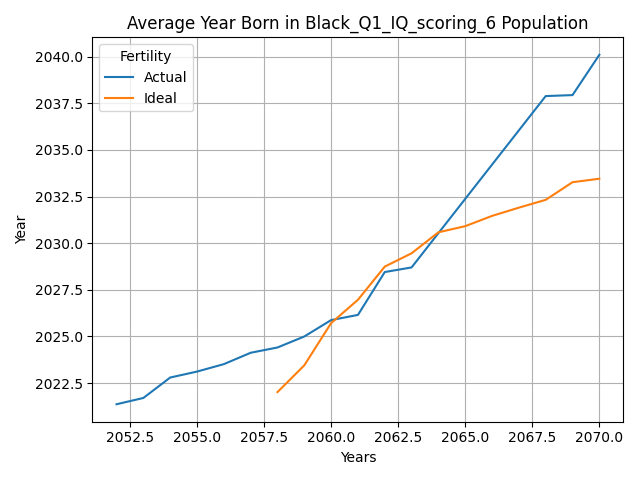 Average Year Born in Black_Q1_IQ_scoring_6 Population
Fertility
Actual
Ideal
2040.0
2037.5
2035.0
2032.5
2030.0
2027.5
2025.0
2022.5
Year
2052.5 2055.0 2057.5 2060.0 2062.5 2065.0 2067.5 2070.0
Years